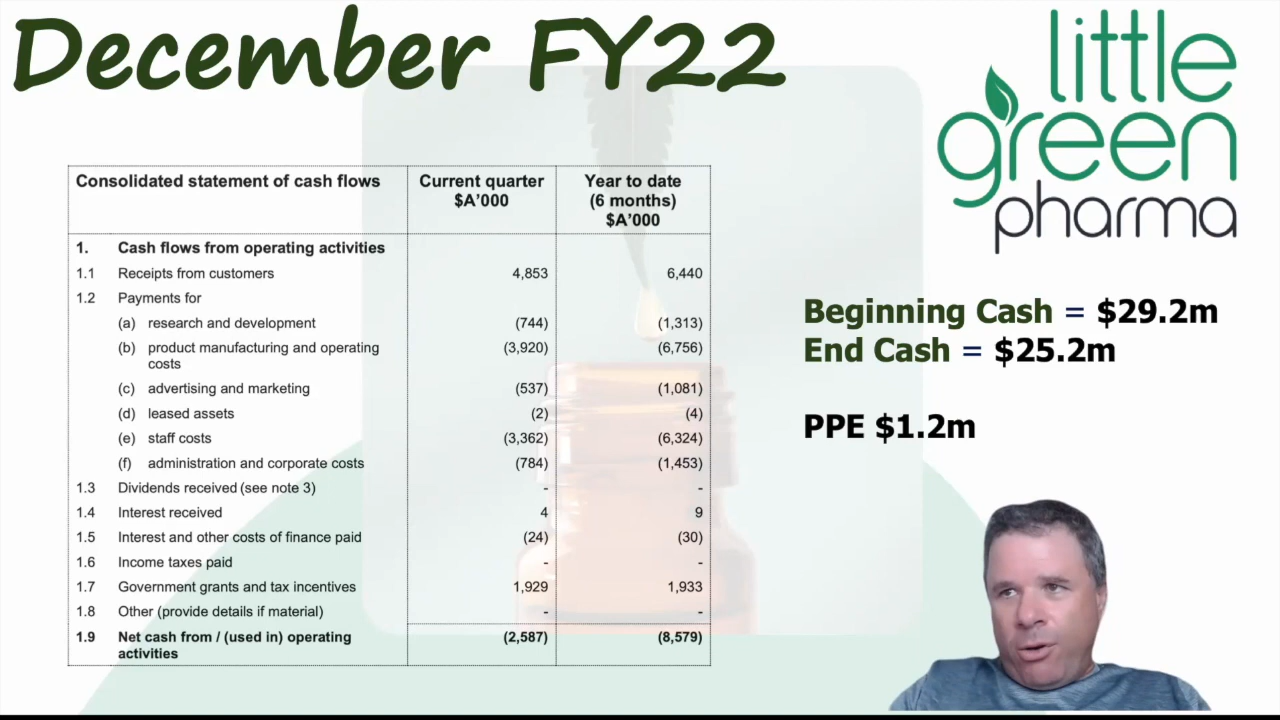 December FY22
little
green
pharma
Consolidated statement of cash flows Current quarter Year to date
$A'000 (6 months)
$A'000
1. Cash flows from operating activities
1.1 Receipts from customers 4,853 6,440
1.2 Payments for
(a) research and development (744) (1,313)
(b) product manufacturing and operating (3,920) (6,756)
costs
(c) advertising and marketing (537) (1,081)
(d) leased assets (2) (4)
(e) staff costs (3,362) (6,324)
(f) administration and corporate costs (784) (1,453)
1.3 Dividends received (see note 3) - -
1.4 Interest received 4 9
1.5 Interest and other costs of finance paid (24) (30)
1.6 Income taxes paid - -
1.7 Government grants and tax incentives 1,929 1,933
1.8 Other (provide details if material) - -
1.9 Net cash from / (used in) operating (2,587) (8,579)
activities
Beginning Cash = $29.2m
End Cash = $25.2m
PPE $1.2m